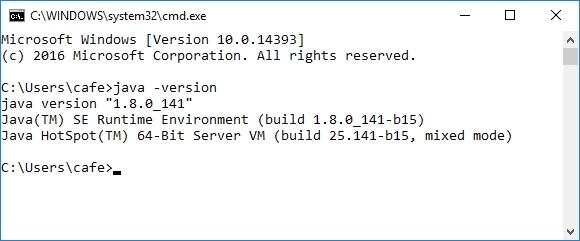 C:\WINDOWS\system32\cmd.exe
Microsoft Windows [Version 10.0.14393]
(c) 2016 Microsoft Corporation. All rights reserved.
C:\Users\cafe>java -version
java version "1.8.0_141"
Java(TM) SE Runtime Environment (build 1.8.0_141-b15)
Java HotSpot(TM) 64-Bit Server VM (build 25.141-b15, mixed mode)
C:\Users\cafe>